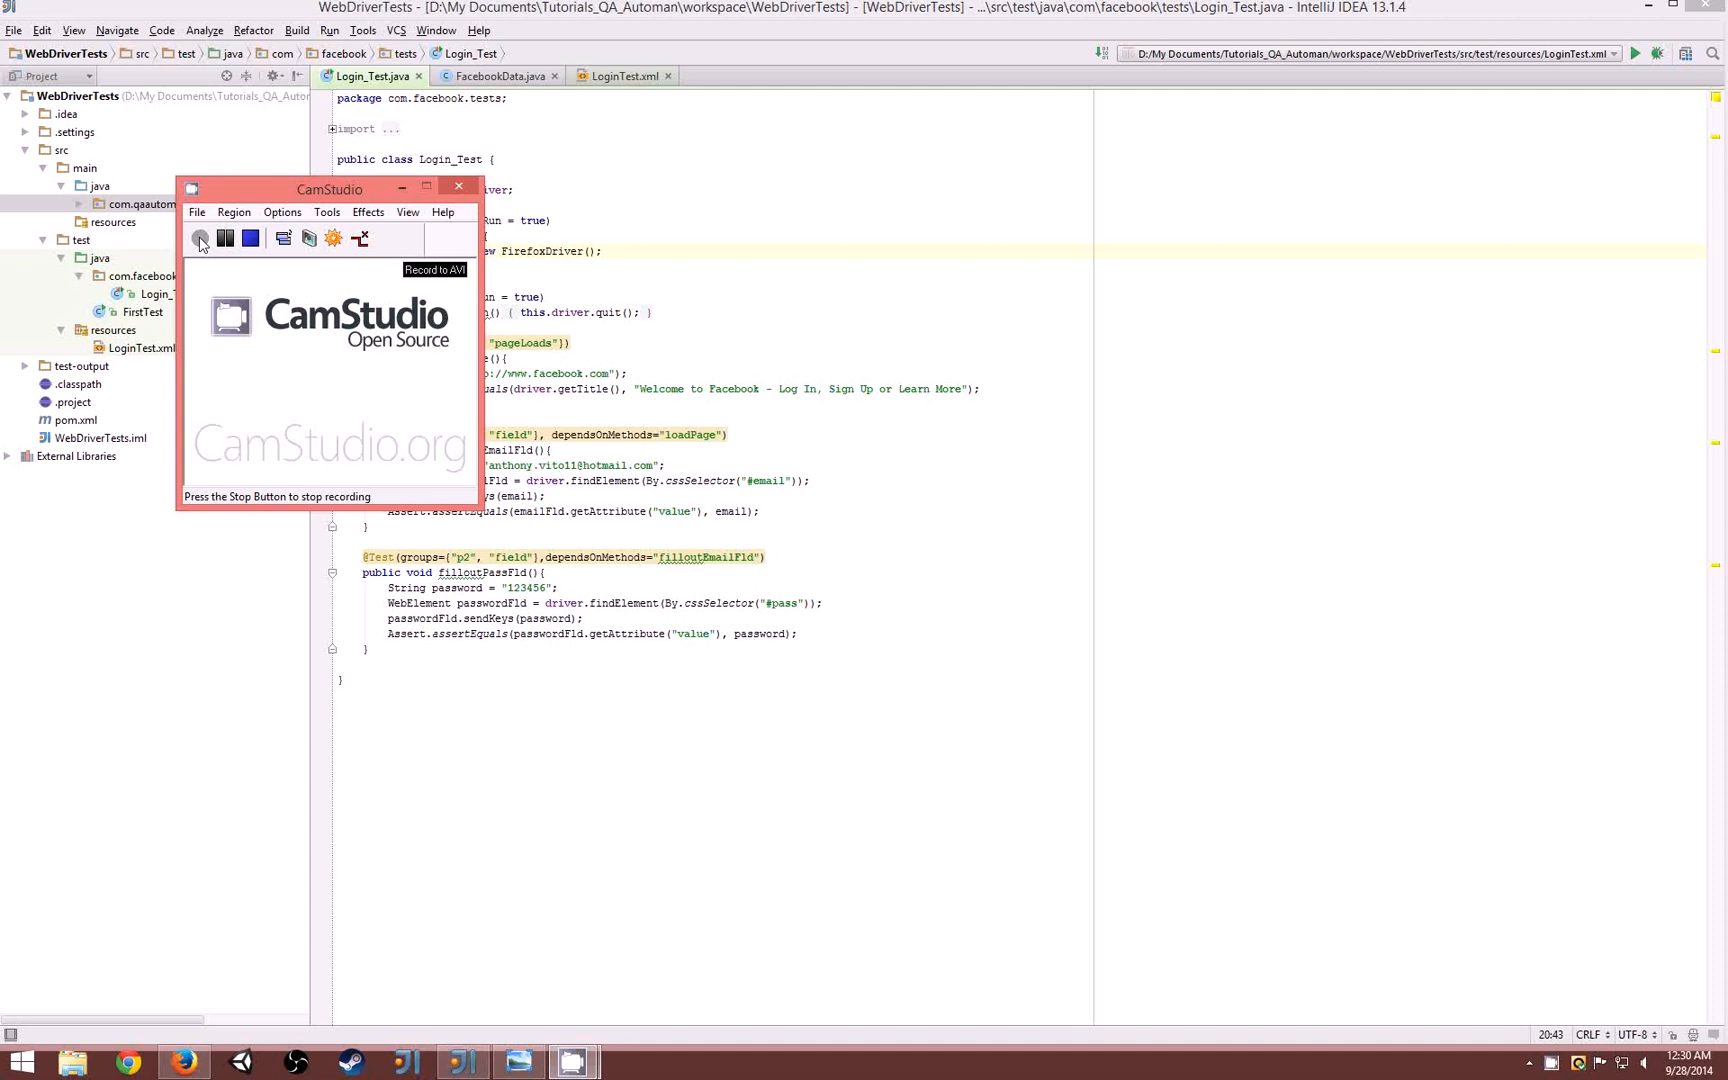 WebDriverTests - [D:\My Documents\Tutorials_QA_Automan\workspace\WebDriverTests] - [WebDriverTests] - ...\src\test\java\com\facebook\tests\Login_Test.java - IntelliJ IDEA 13.1.4
File Edit View Navigate Code Analyze Refactor Build Run Tools VCS Window Help
WebDriverTests src test java com facebook tests Login_Test
D:/My Documents/Tutorials_QA_Automan/workspace/WebDriverTests/src/test/resources/LoginTest.xml
Project
Login_Test.java
FacebookData.java
LoginTest.xml
WebDriverTests (D:\My Documents\Tutorials_QA_Autor
.idea
.settings
src
main
java
com.qaautom
resources
test
java
com.facebook
Login_
FirstTest
resources
LoginTest.xml
test-output
.classpath
.project
pom.xml
WebDriverTests.iml
External Libraries
CamStudio
File Region Options Tools Effects View Help
Record to AVI
CamStudio
Open Source
CamStudio.org
Press the Stop Button to stop recording
package com.facebook.tests;
import ...
public class Login_Test {
iver;
Run = true)
{
ew FirefoxDriver();
un = true)
() { this.driver.quit(); }
"pageLoads"})
e(){
p://www.facebook.com");
uals(driver.getTitle(), "Welcome to Facebook - Log In, Sign Up or Learn More");
"field"}, dependsOnMethods="loadPage")
EmailFld(){
"anthony.vito11@hotmail.com";
Fld = driver.findElement(By.cssSelector("#email"));
ys(email);
Assert.assertEquals(emailFld.getAttribute("value"), email);
}
@Test(groups={"p2", "field"},dependsOnMethods="filloutEmailFld")
public void filloutPassFld(){
String password = "123456";
WebElement passwordFld = driver.findElement(By.cssSelector("#pass"));
passwordFld.sendKeys(password);
Assert.assertEquals(passwordFld.getAttribute("value"), password);
}
}
20:43 CRLF UTF-8
12:30 AM
9/28/2014